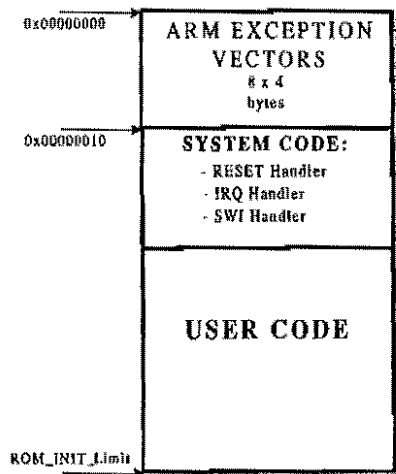 0x00000000
ARM EXCEPTION
VECTORS
8 x 4
bytes
0x00000010
SYSTEM CODE:
- RESET Handler
- IRQ Handler
- SWI Handler
USER CODE
ROM_INIT_Limit